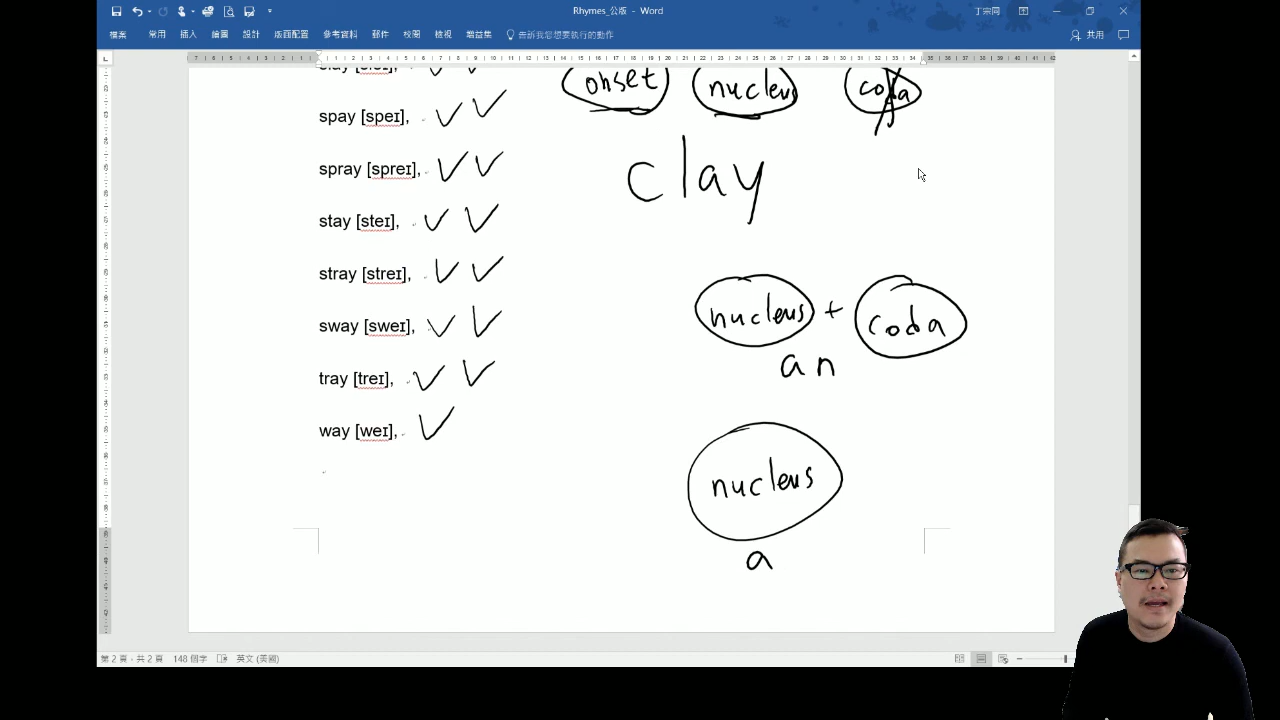 Rhymes_公版 - Word
丁宗同
檔案 常用 插入 繪圖 設計 版面配置 參考資料 郵件 校閱 檢視 增益集 告訴我您想要執行的動作 共用
onset nucleus coda
spay [speɪ],
clay
spray [spreɪ],
stay [steɪ],
stray [streɪ],
nucleus + coda
sway [sweɪ],
an
tray [treɪ],
way [weɪ],
nucleus
a
第 2 頁，共 2 頁 148 個字 英文 (美國)